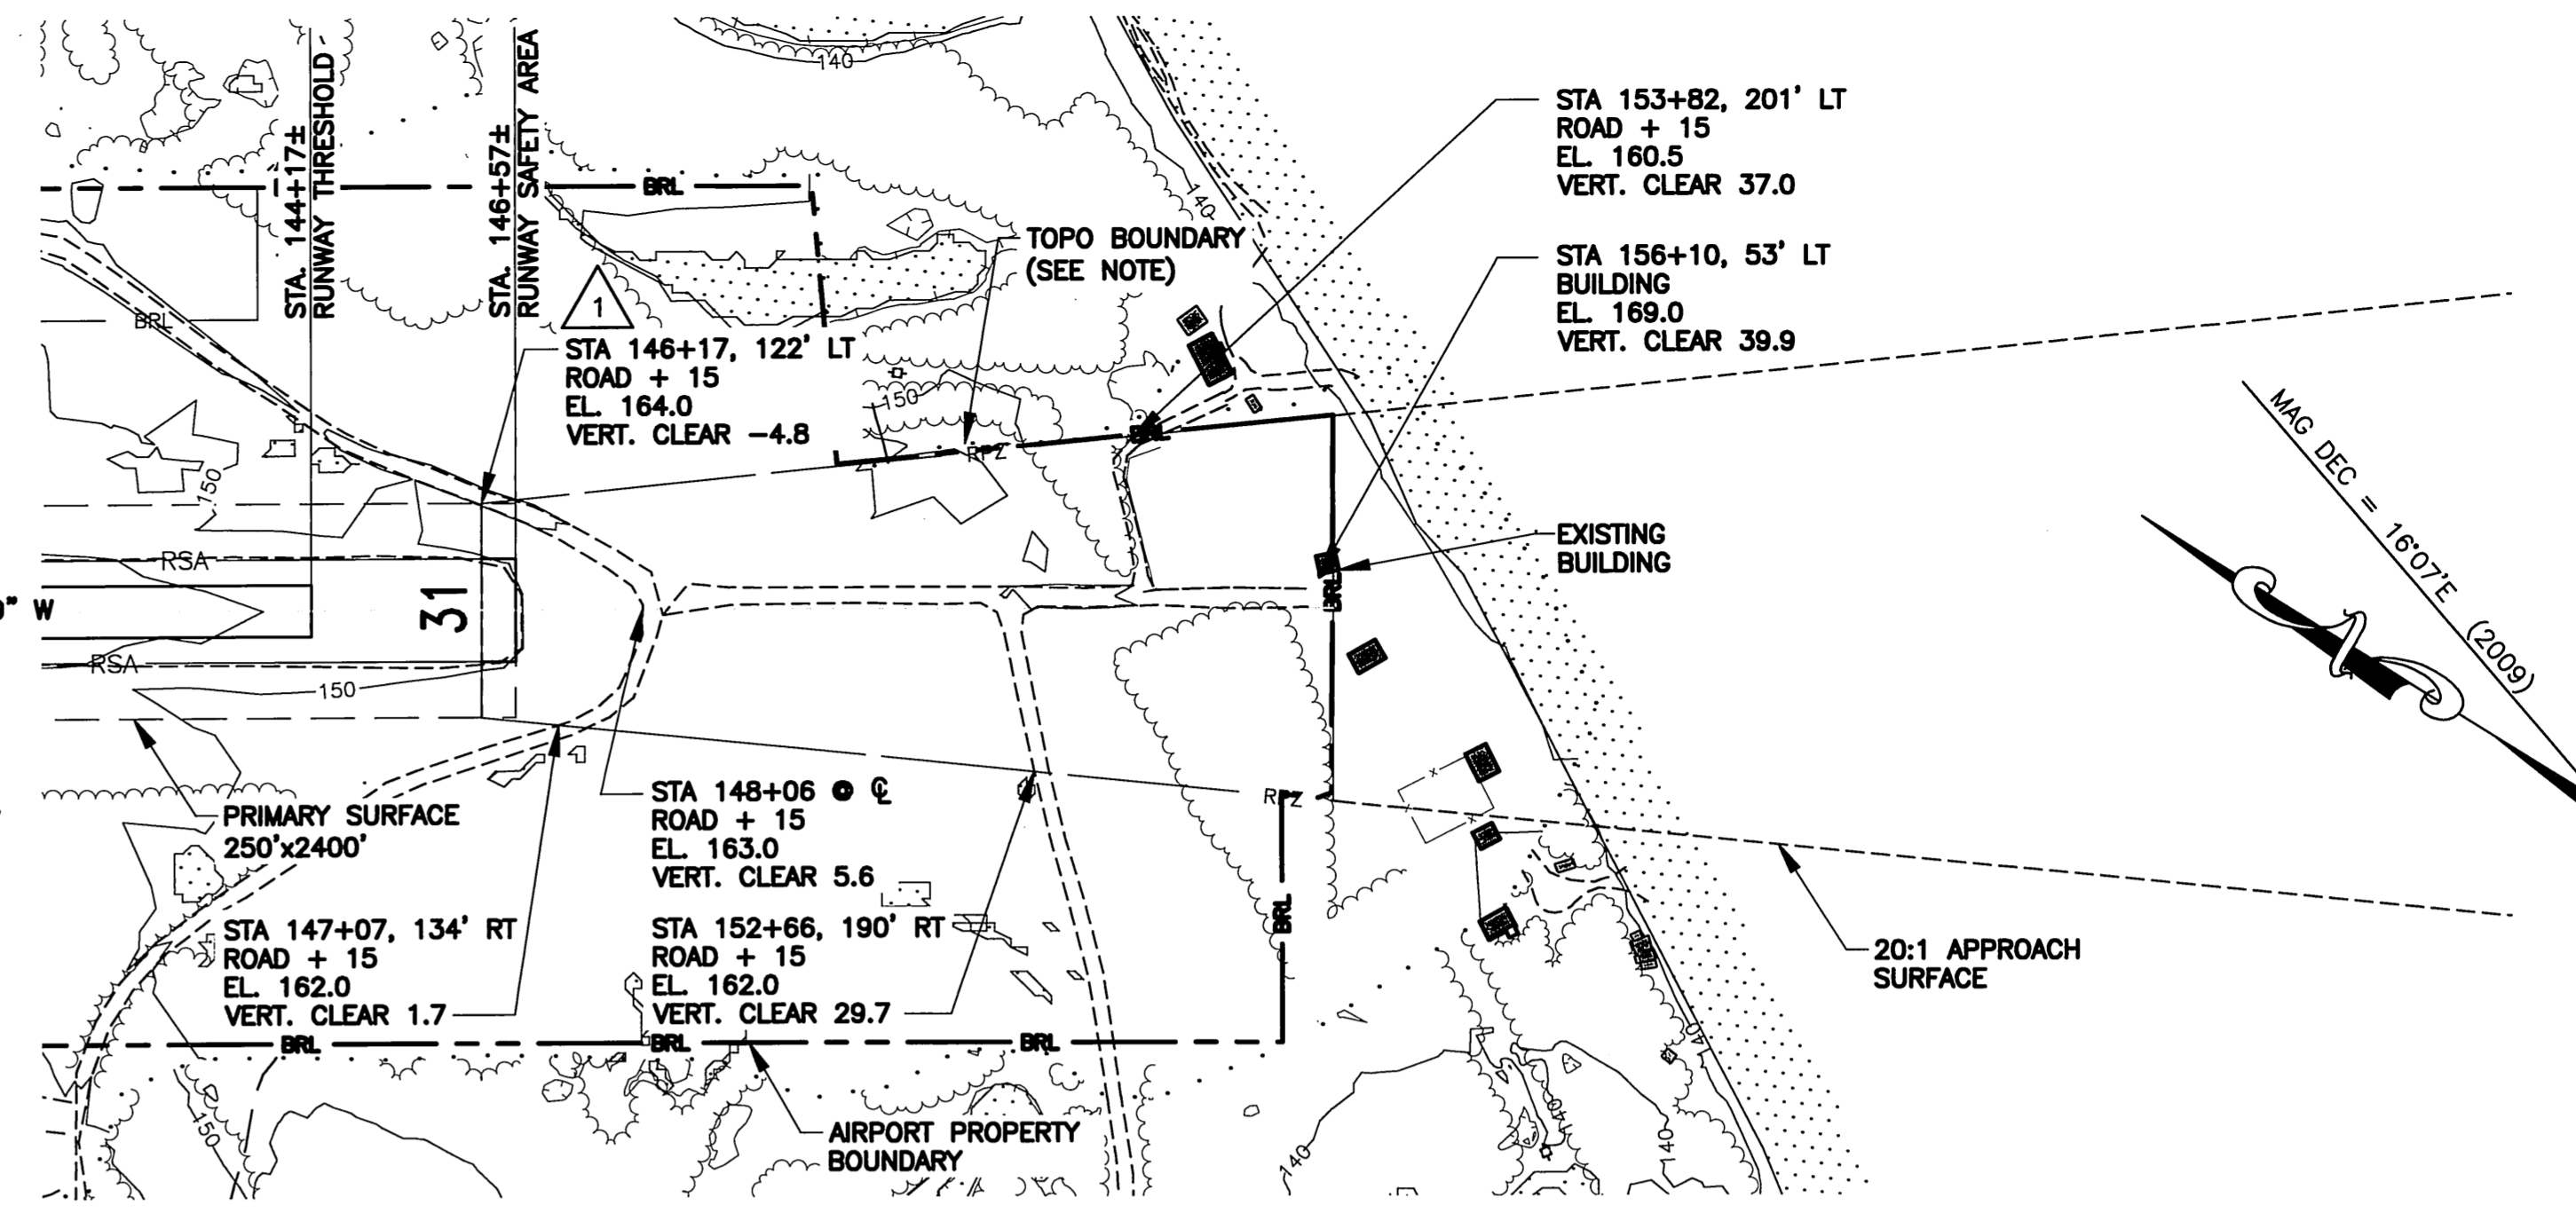 STA. 144+17±
RUNWAY THRESHOLD
STA. 146+57±
RUNWAY SAFETY AREA
140
STA 153+82, 201' LT
ROAD + 15
EL. 160.5
VERT. CLEAR 37.0
BRL
140
TOPO BOUNDARY
(SEE NOTE)
STA 156+10, 53' LT
BUILDING
EL. 169.0
VERT. CLEAR 39.9
1
BRL
STA 146+17, 122' LT
ROAD + 15
EL. 164.0
VERT. CLEAR -4.8
150
BRL
RPZ
150
MAG DEC = 16°07'E (2009)
EXISTING
BUILDING
RSA
BRL
31
" W
RSA
150
PRIMARY SURFACE
250'x2400'
STA 148+06 @ ℄
ROAD + 15
EL. 163.0
VERT. CLEAR 5.6
RPZ
STA 147+07, 134' RT
ROAD + 15
EL. 162.0
VERT. CLEAR 1.7
STA 152+66, 190' RT
ROAD + 15
EL. 162.0
VERT. CLEAR 29.7
BRL
20:1 APPROACH
SURFACE
BRL
BRL
BRL
140
150
AIRPORT PROPERTY
BOUNDARY
140
140
140